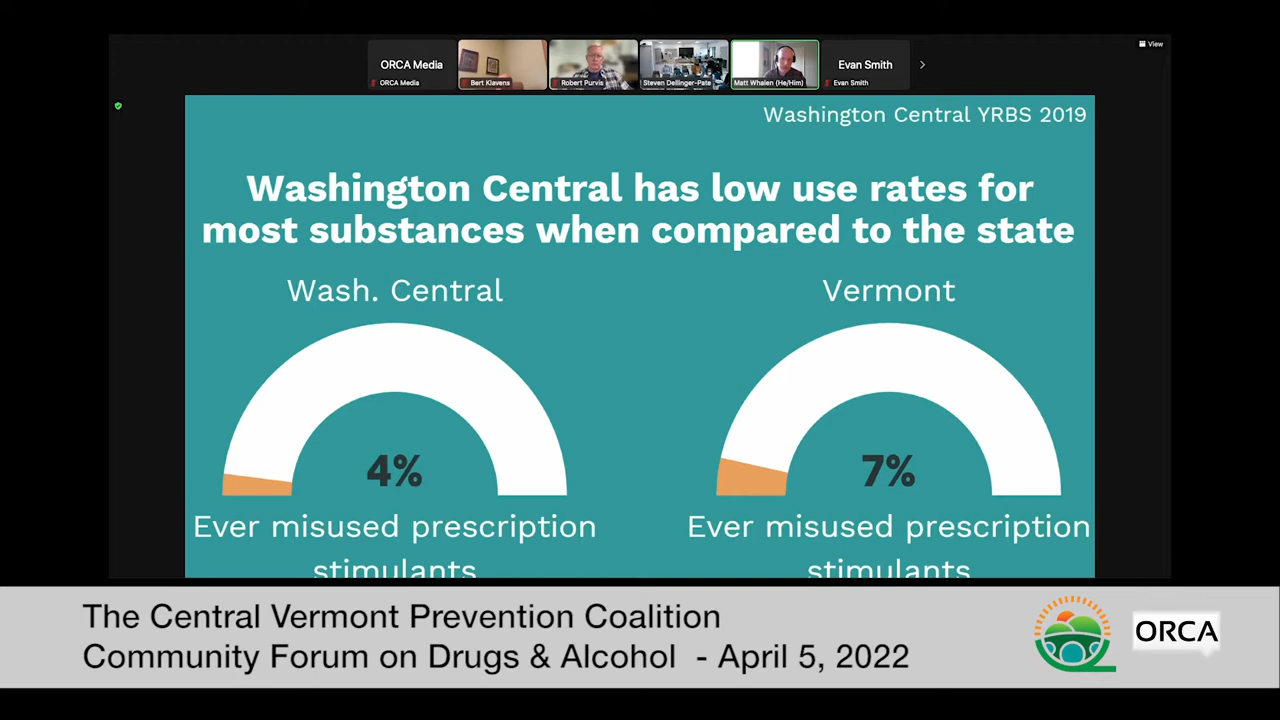 View
ORCA Media
Evan Smith
ORCA Media
Bert Klavens
Robert Purvis
Steven Dellinger-Pate
Matt Whalen (He/Him)
Evan Smith
Washington Central YRBS 2019
Washington Central has low use rates for
most substances when compared to the state
Wash. Central
Vermont
4%
7%
Ever misused prescription
stimulants
Ever misused prescription
stimulants
The Central Vermont Prevention Coalition
Community Forum on Drugs & Alcohol - April 5, 2022
ORCA